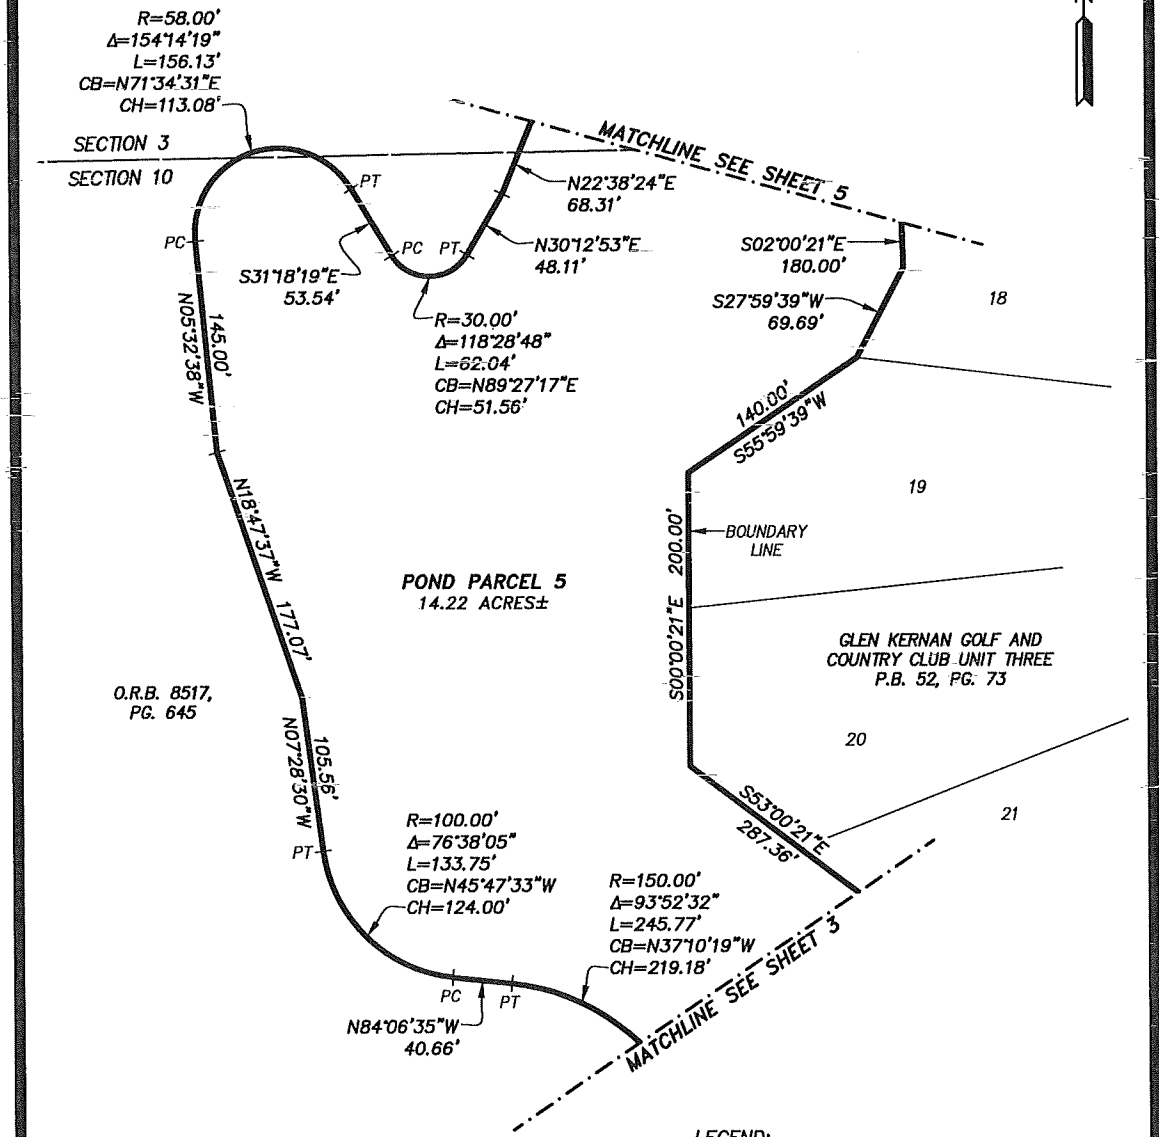 R=58.00'
Δ=154°14'19"
L=156.13'
CB=N71°34'31"E
CH=113.08'
SECTION 3
SECTION 10
MATCHLINE SEE SHEET 5
PT
N22°38'24"E
68.31'
PC
PC
PT
N30°12'53"E
48.11'
S02°00'21"E
180.00'
S31°18'19"E
53.54'
S27°59'39"W
69.69'
18
145.00'
N05°32'38"W
R=30.00'
Δ=118°28'48"
L=62.04'
CB=N89°27'17"E
CH=51.56'
140.00'
S55°59'39"W
19
N18°47'37"W 177.07'
S00°00'21"E 200.00'
BOUNDARY
LINE
POND PARCEL 5
14.22 ACRES±
GLEN KERNAN GOLF AND
COUNTRY CLUB UNIT THREE
P.B. 52, PG. 73
O.R.B. 8517,
PG. 645
20
105.56'
N07°28'30"W
S53°00'21"E
287.36'
21
PT
R=100.00'
Δ=76°38'05"
L=133.75'
CB=N45°47'33"W
CH=124.00'
R=150.00'
Δ=93°52'32"
L=245.77'
CB=N37°10'19"W
CH=219.18'
PC
PT
N84°06'35"W
40.66'
MATCHLINE SEE SHEET 3
LEGEND: